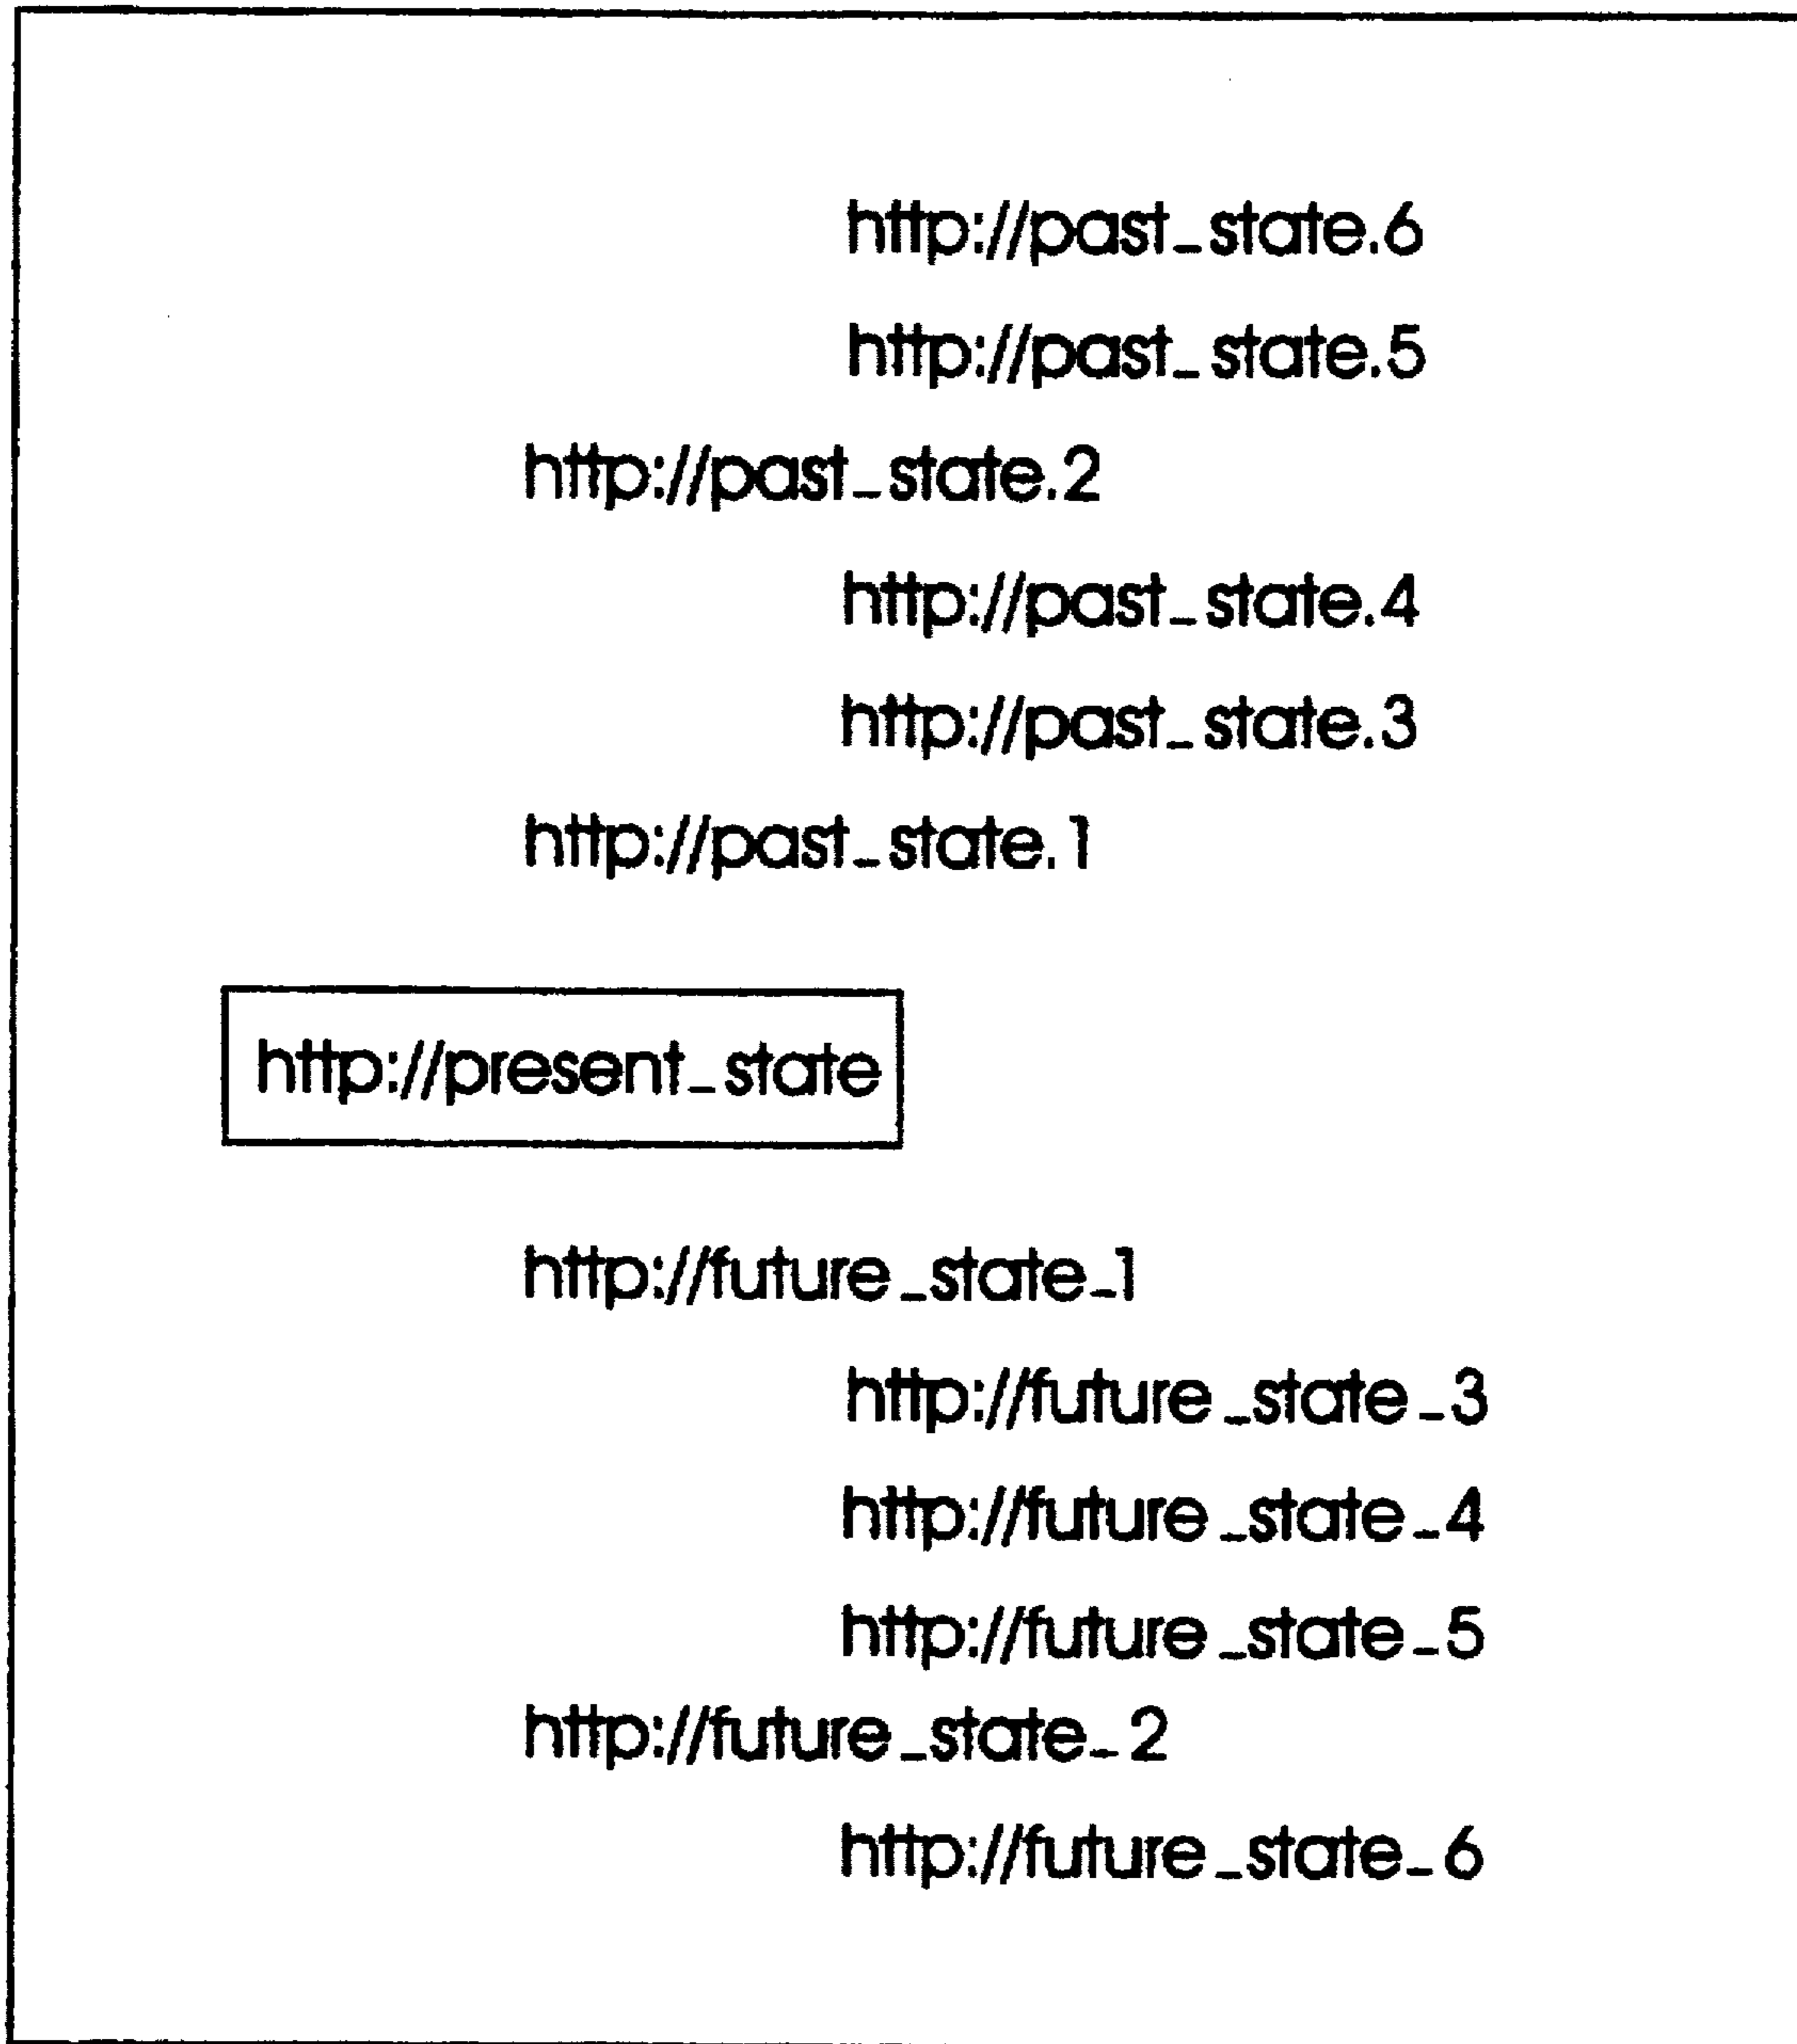 http://past_state.6
http://past_state.5
http://past_state.2
http://past_state.4
http://past_state.3
http://past_state.1
http://present_state
http://future_state_1
http://future_state_3
http://future_state_4
http://future_state_5
http://future_state_2
http://future_state_6